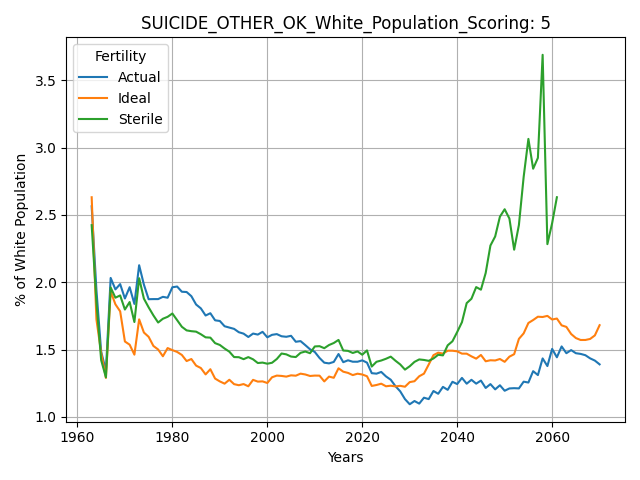 SUICIDE_OTHER_OK_White_Population_Scoring: 5
Fertility
Actual
Ideal
Sterile
% of White Population
3.5
3.0
2.5
2.0
1.5
1.0
1960
1980
2000
2020
2040
2060
Years